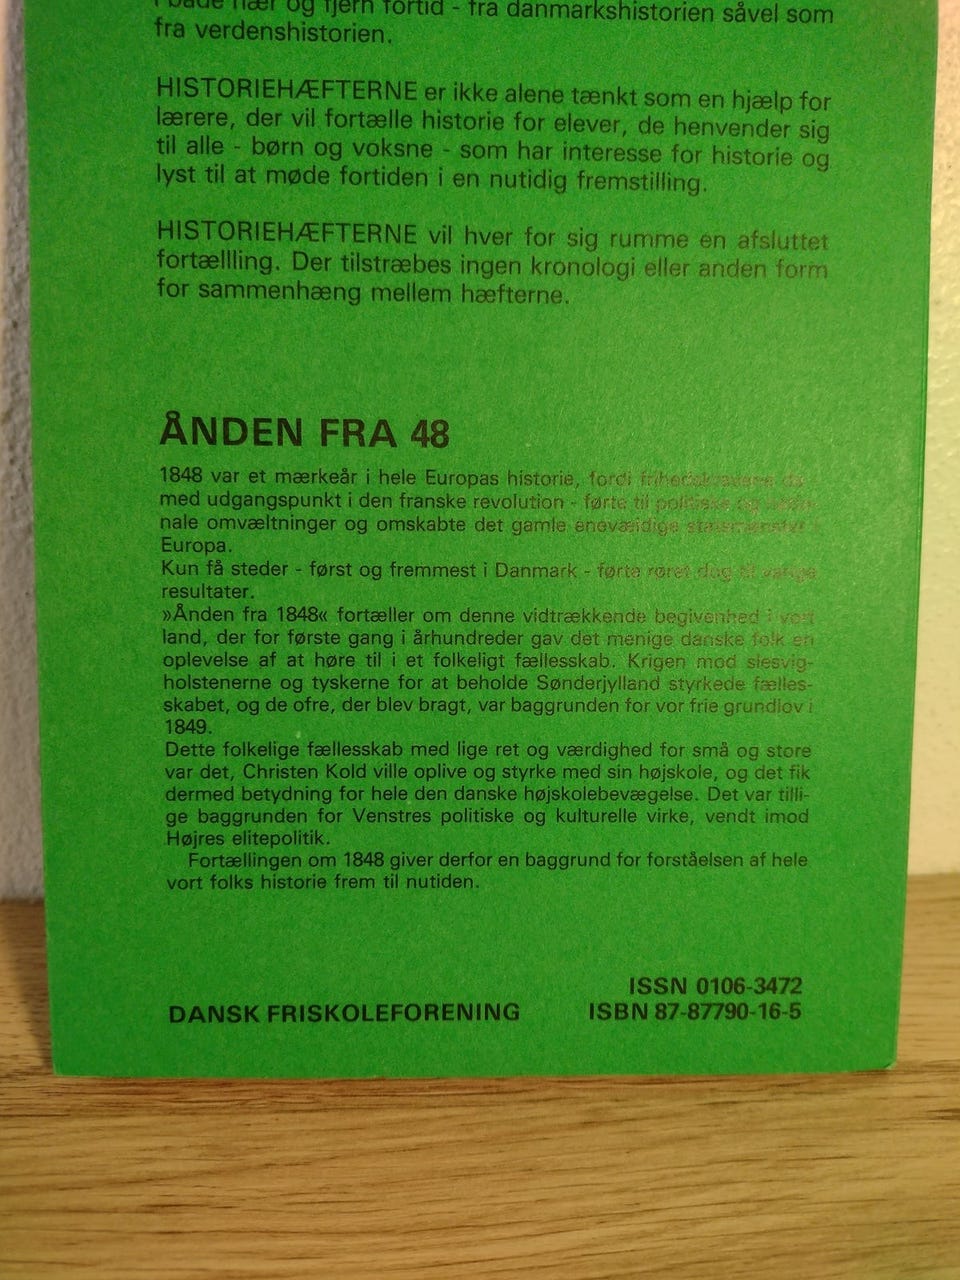 i både nær og fjern fortid - fra danmarkshistorien såvel som
fra verdenshistorien.
HISTORIEHÆFTERNE er ikke alene tænkt som en hjælp for
lærere, der vil fortælle historie for elever, de henvender sig
til alle - børn og voksne - som har interesse for historie og
lyst til at møde fortiden i en nutidig fremstilling.
HISTORIEHÆFTERNE vil hver for sig rumme en afsluttet
fortællling. Der tilstræbes ingen kronologi eller anden form
for sammenhæng mellem hæfterne.
ÅNDEN FRA 48
1848 var et mærkeår i hele Europas historie, fordi
med udgangspunkt i den franske revolution - førte til politiske og
nale omvæltninger og omskabte det gamle enevældige
Europa.
Kun få steder - først og fremmest i Danmark - førte røret dog til varige
resultater.
»Ånden fra 1848« fortæller om denne vidtrækkende begivenhed i vort
land, der for første gang i århundreder gav det menige danske folk en
oplevelse af at høre til i et folkeligt fællesskab. Krigen mod slesvig-
holstenerne og tyskerne for at beholde Sønderjylland styrkede fælles-
skabet, og de ofre, der blev bragt, var baggrunden for vor frie grundlov i
1849.
Dette folkelige fællesskab med lige ret og værdighed for små og store
var det, Christen Kold ville oplive og styrke med sin højskole, og det fik
dermed betydning for hele den danske højskolebevægelse. Det var tilli-
ge baggrunden for Venstres politiske og kulturelle virke, vendt imod
Højres elitepolitik.
Fortællingen om 1848 giver derfor en baggrund for forståelsen af hele
vort folks historie frem til nutiden.
ISSN 0106-3472
DANSK FRISKOLEFORENING ISBN 87-87790-16-5